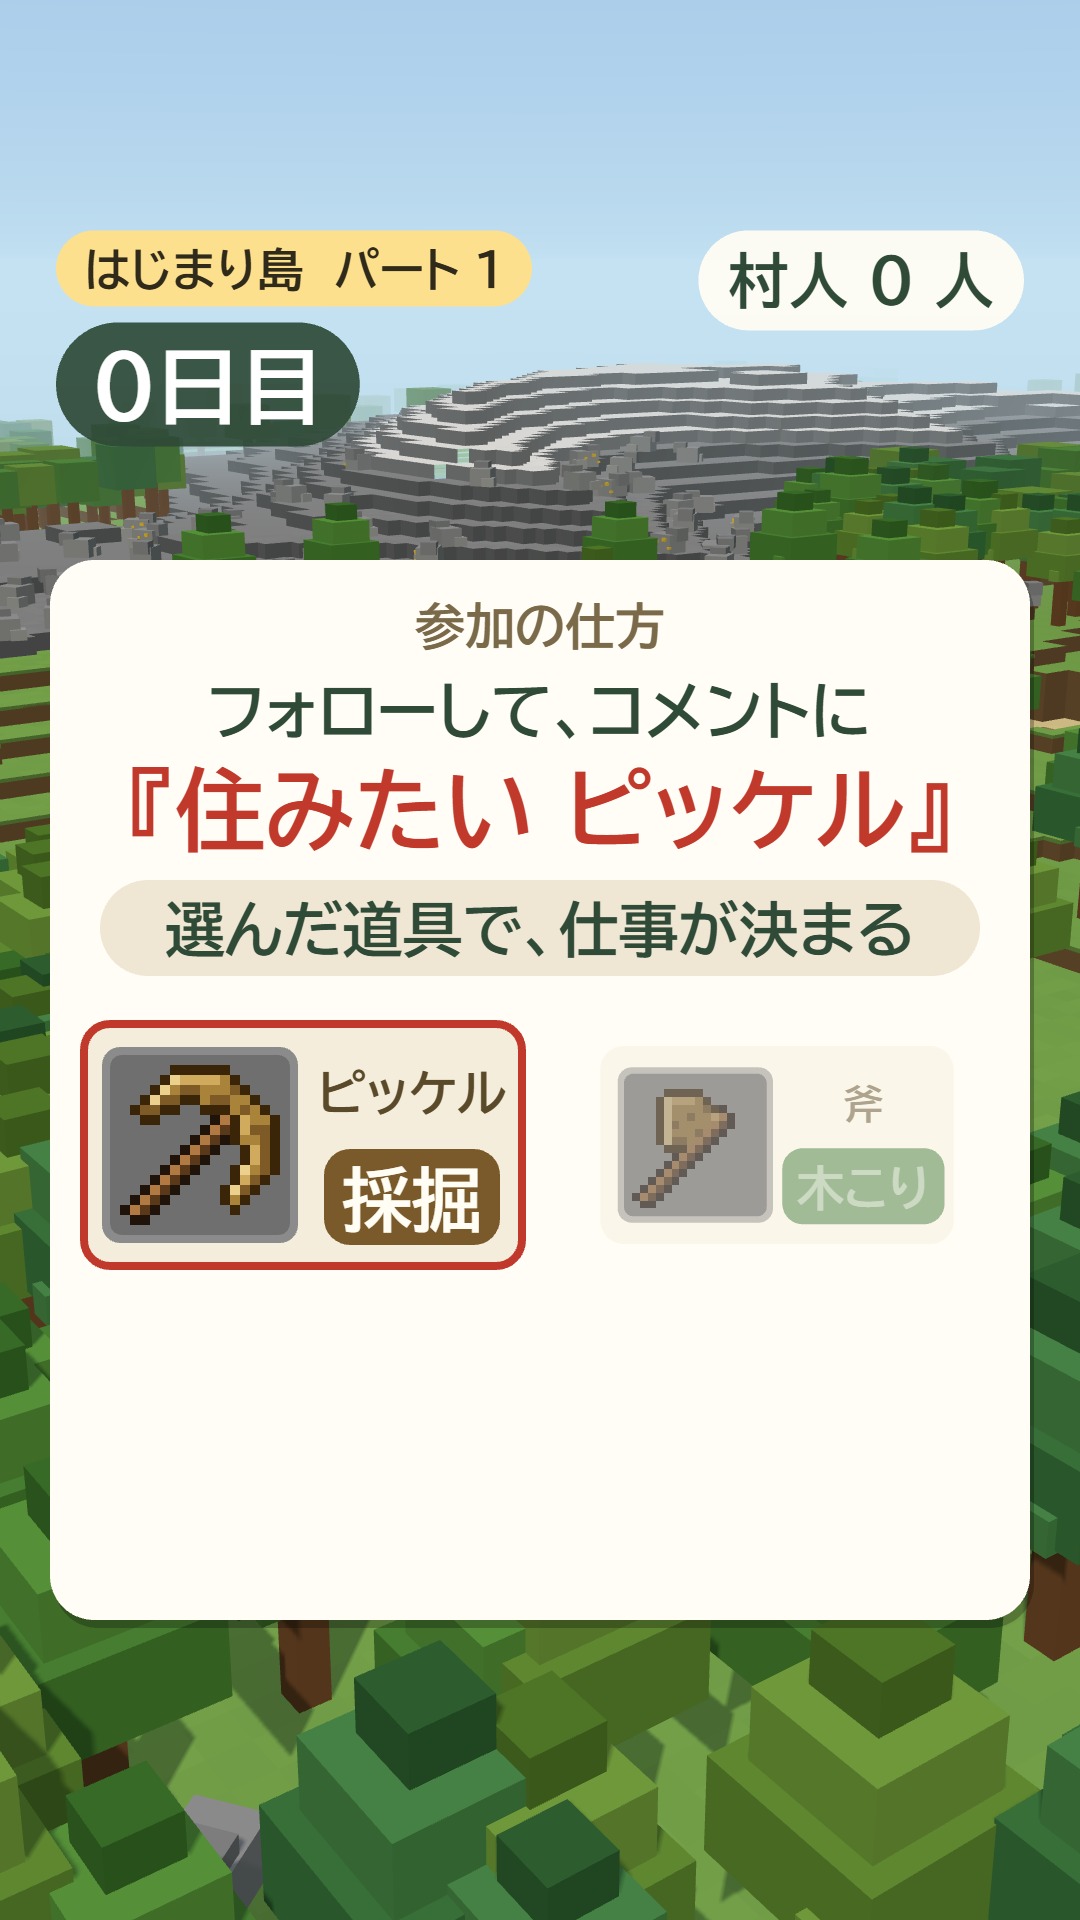 はじまり島 パート 1
村人 0 人
0日目
参加の仕方
フォローして、コメントに
『住みたい ピッケル』
選んだ道具で、仕事が決まる
ピッケル
採掘
斧
木こり